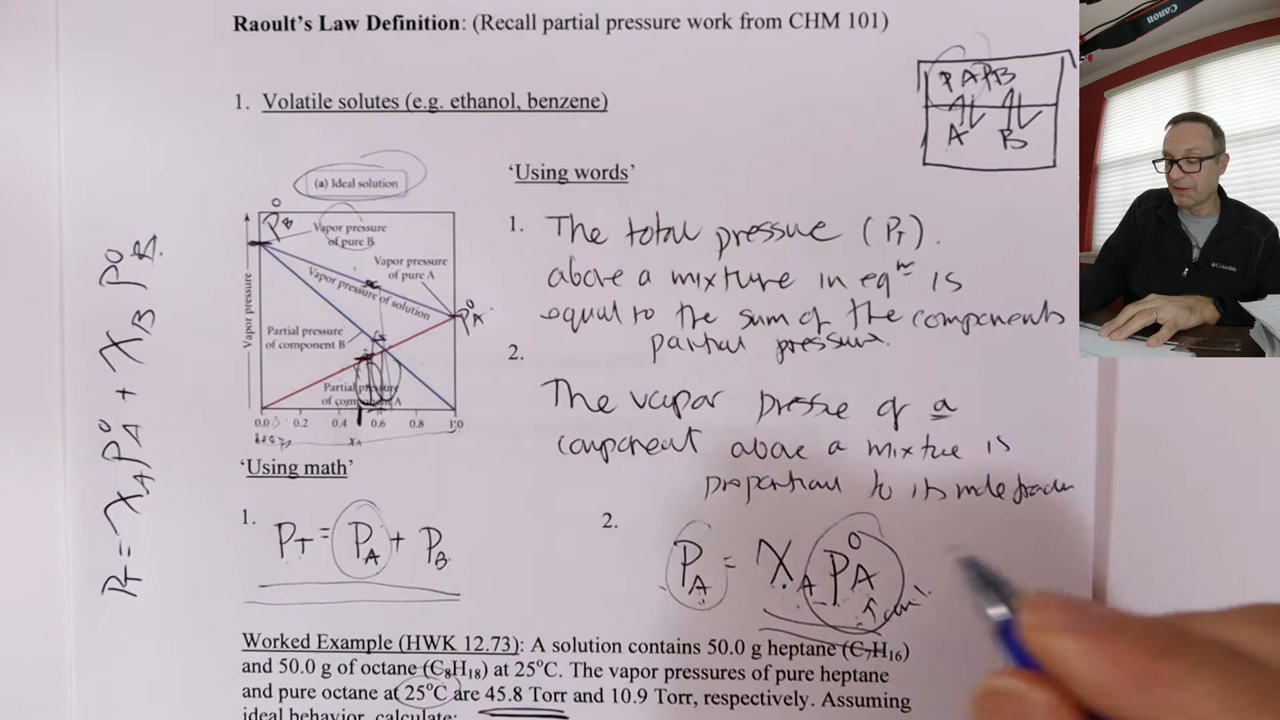 Raoult's Law Definition: (Recall partial pressure work from CHM 101)
Canon
PA PB
A B
1. Volatile solutes (e.g. ethanol, benzene)
(a) Ideal solution
P°B
Vapor pressure
of pure B
Vapor pressure
of pure A
Vapor pressure of solution
P°A
Partial pressure
of component B
Partial pressure
of component A
Vapor pressure
0.0 0.2 0.4 0.6 0.8 1.0
XA
'Using words'
1. The total pressure (PT).
above a mixture in eqm is
equal to the sum of the components
partial pressure.
2.
The vapor pressue of a
component above a mixture is
proportional to its mole fraction
'Using math'
1. PT = PA + PB
2. PA = XA P°A
PT = XA P°A + XB P°B.
Columbia
Worked Example (HWK 12.73): A solution contains 50.0 g heptane (C7H16)
and 50.0 g of octane (C8H18) at 25°C. The vapor pressures of pure heptane
and pure octane at 25°C are 45.8 Torr and 10.9 Torr, respectively. Assuming
ideal behavior, calculate: